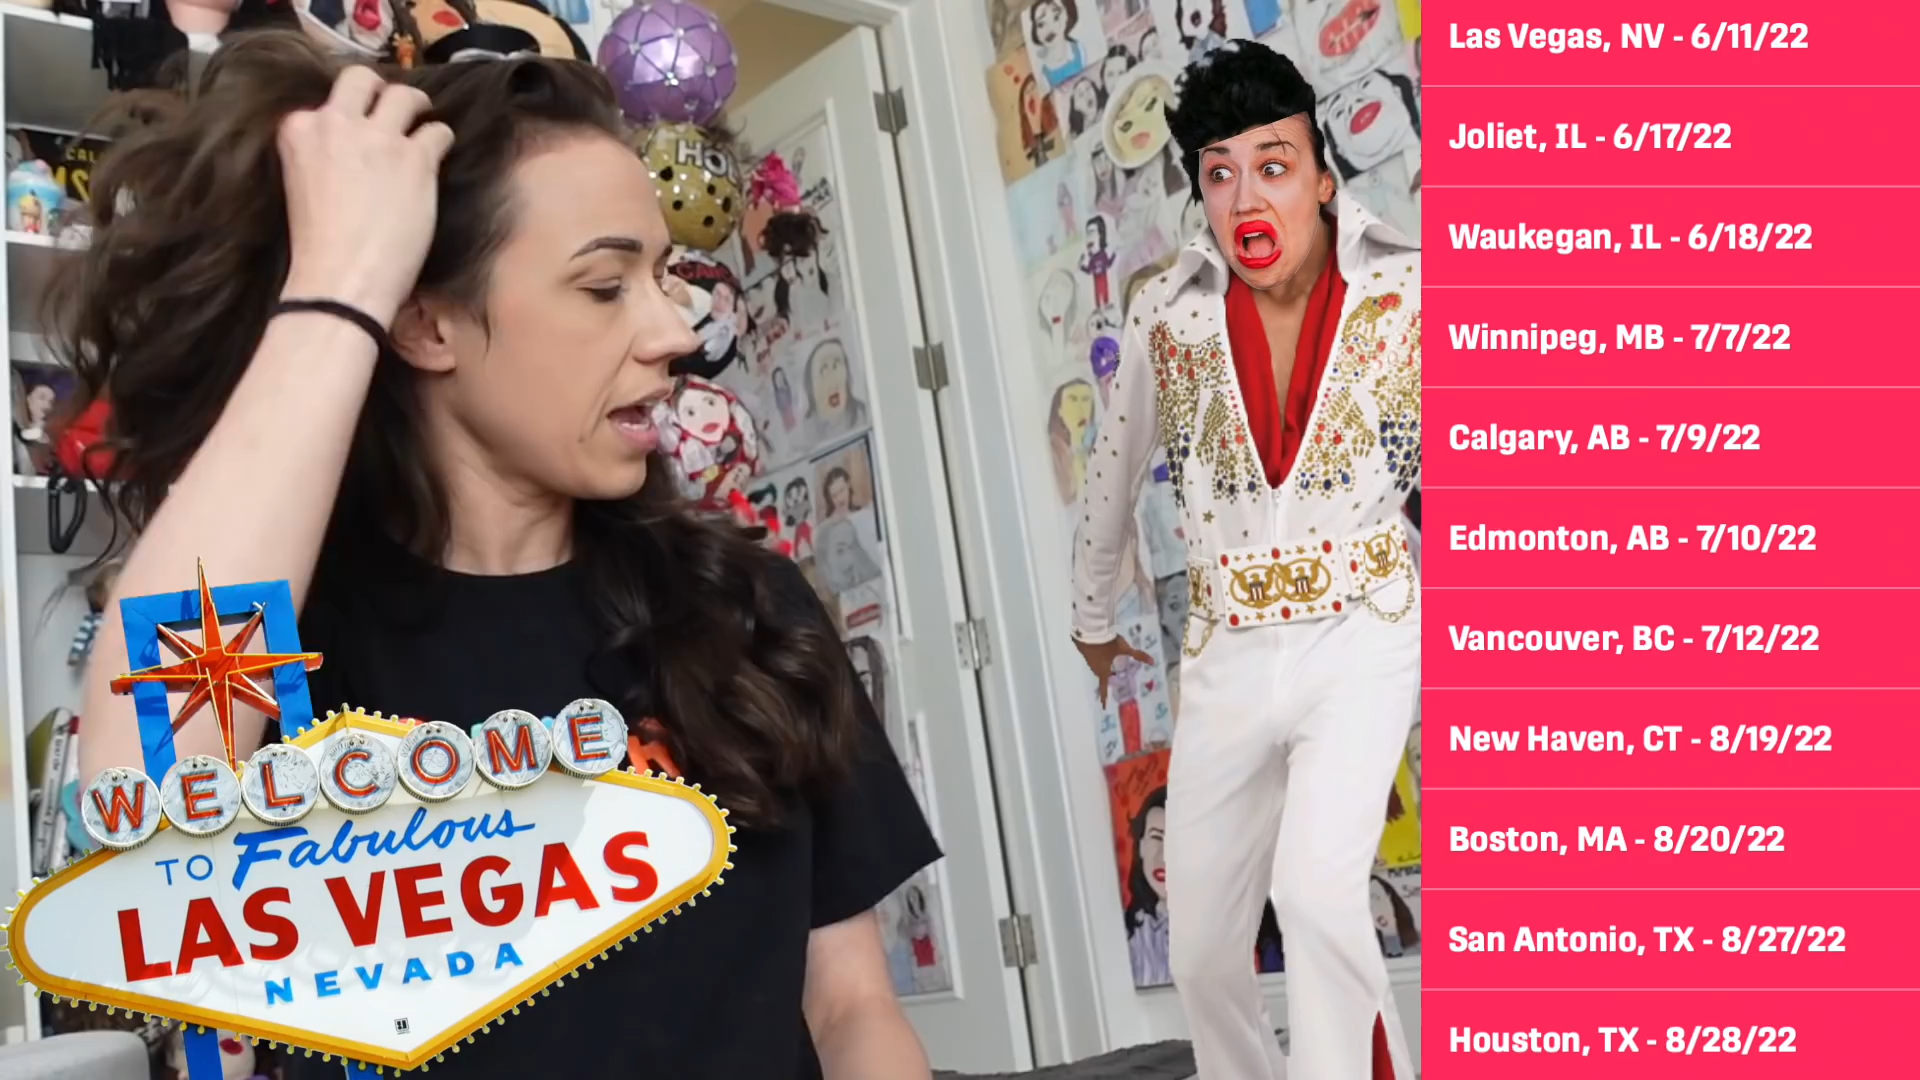 Las Vegas, NV - 6/11/22
Joliet, IL - 6/17/22
Waukegan, IL - 6/18/22
Winnipeg, MB - 7/7/22
Calgary, AB - 7/9/22
Edmonton, AB - 7/10/22
Vancouver, BC - 7/12/22
New Haven, CT - 8/19/22
Boston, MA - 8/20/22
San Antonio, TX - 8/27/22
Houston, TX - 8/28/22
WELCOME
TO Fabulous
LAS VEGAS
NEVADA
HO